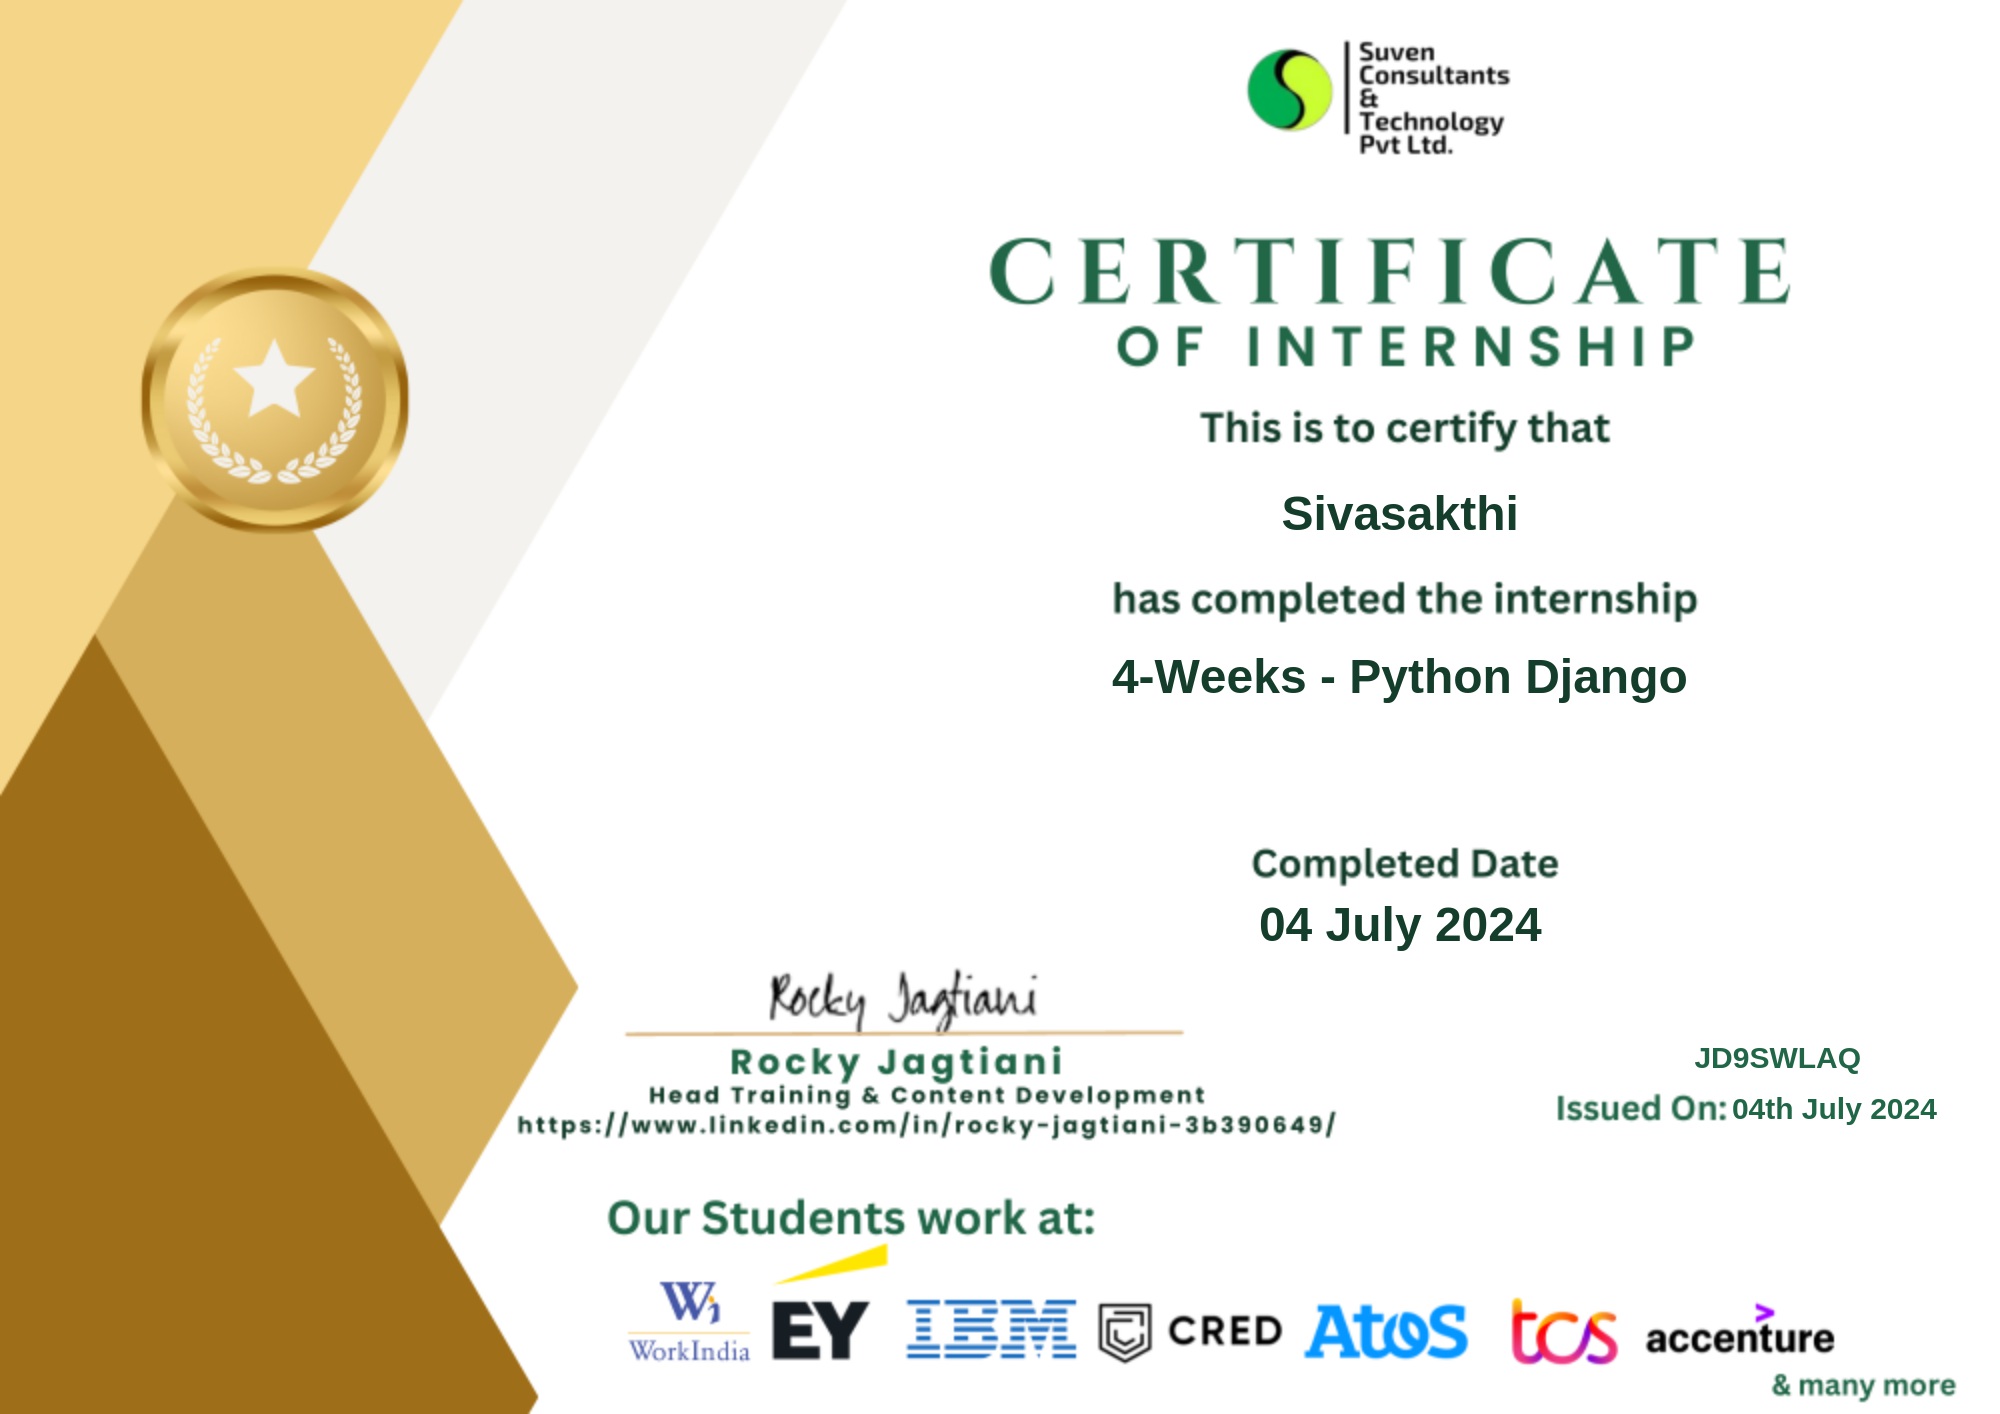 Suven
Consultants
&
Technology
Pvt Ltd.
CERTIFICATE
OF INTERNSHIP
This is to certify that
Sivasakthi
has completed the internship
4-Weeks - Python Django
Completed Date
04 July 2024
Rocky Jagtiani
Rocky Jagtiani
Head Training & Content Development
https://www.linkedin.com/in/rocky-jagtiani-3b390649/
JD9SWLAQ
Issued On: 04th July 2024
Our Students work at:
Wi
WorkIndia
EY
IBM
CRED
Atos
tcs
accenture
& many more